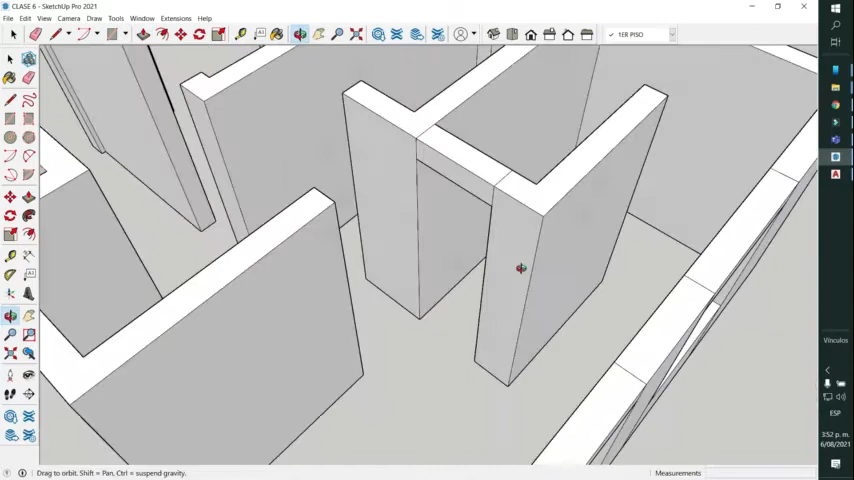 CLASE 6 - SketchUp Pro 2021
File Edit View Camera Draw Tools Window Extensions Help
✓ 1ER PISO
Vínculos
ESP
3:52 p. m.
6/08/2021
Drag to orbit. Shift = Pan, Ctrl = suspend gravity.
Measurements